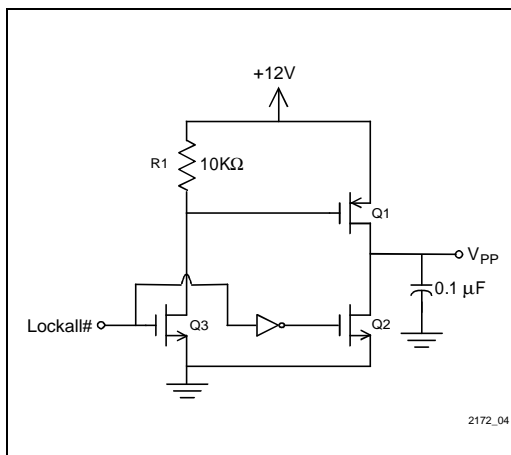 +12V
R1 10KΩ
Q1
VPP
0.1 μF
Lockall#
Q3
Q2
2172_04